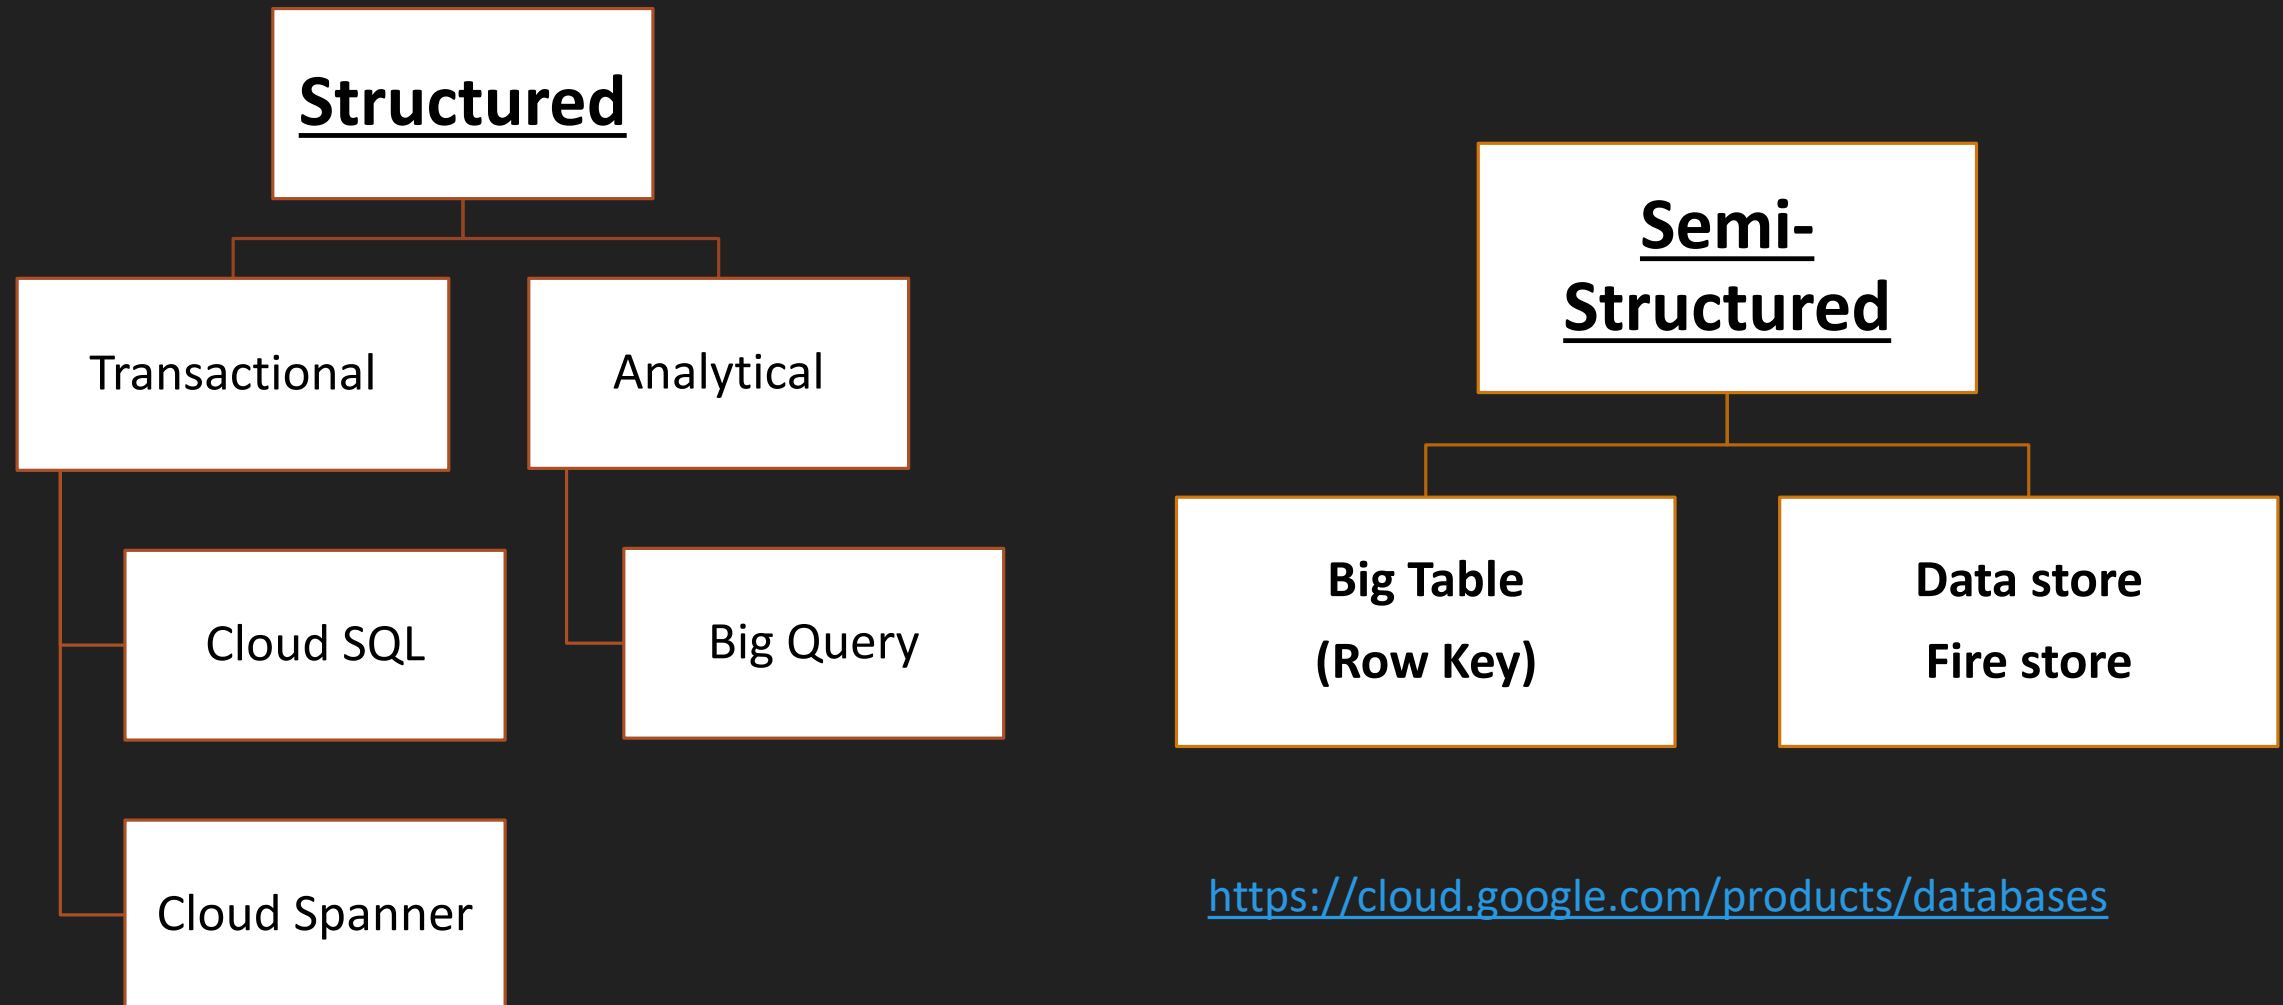 Structured
Transactional
Analytical
Cloud SQL
Big Query
Cloud Spanner
Semi-
Structured
Big Table
(Row Key)
Data store
Fire store
https://cloud.google.com/products/databases